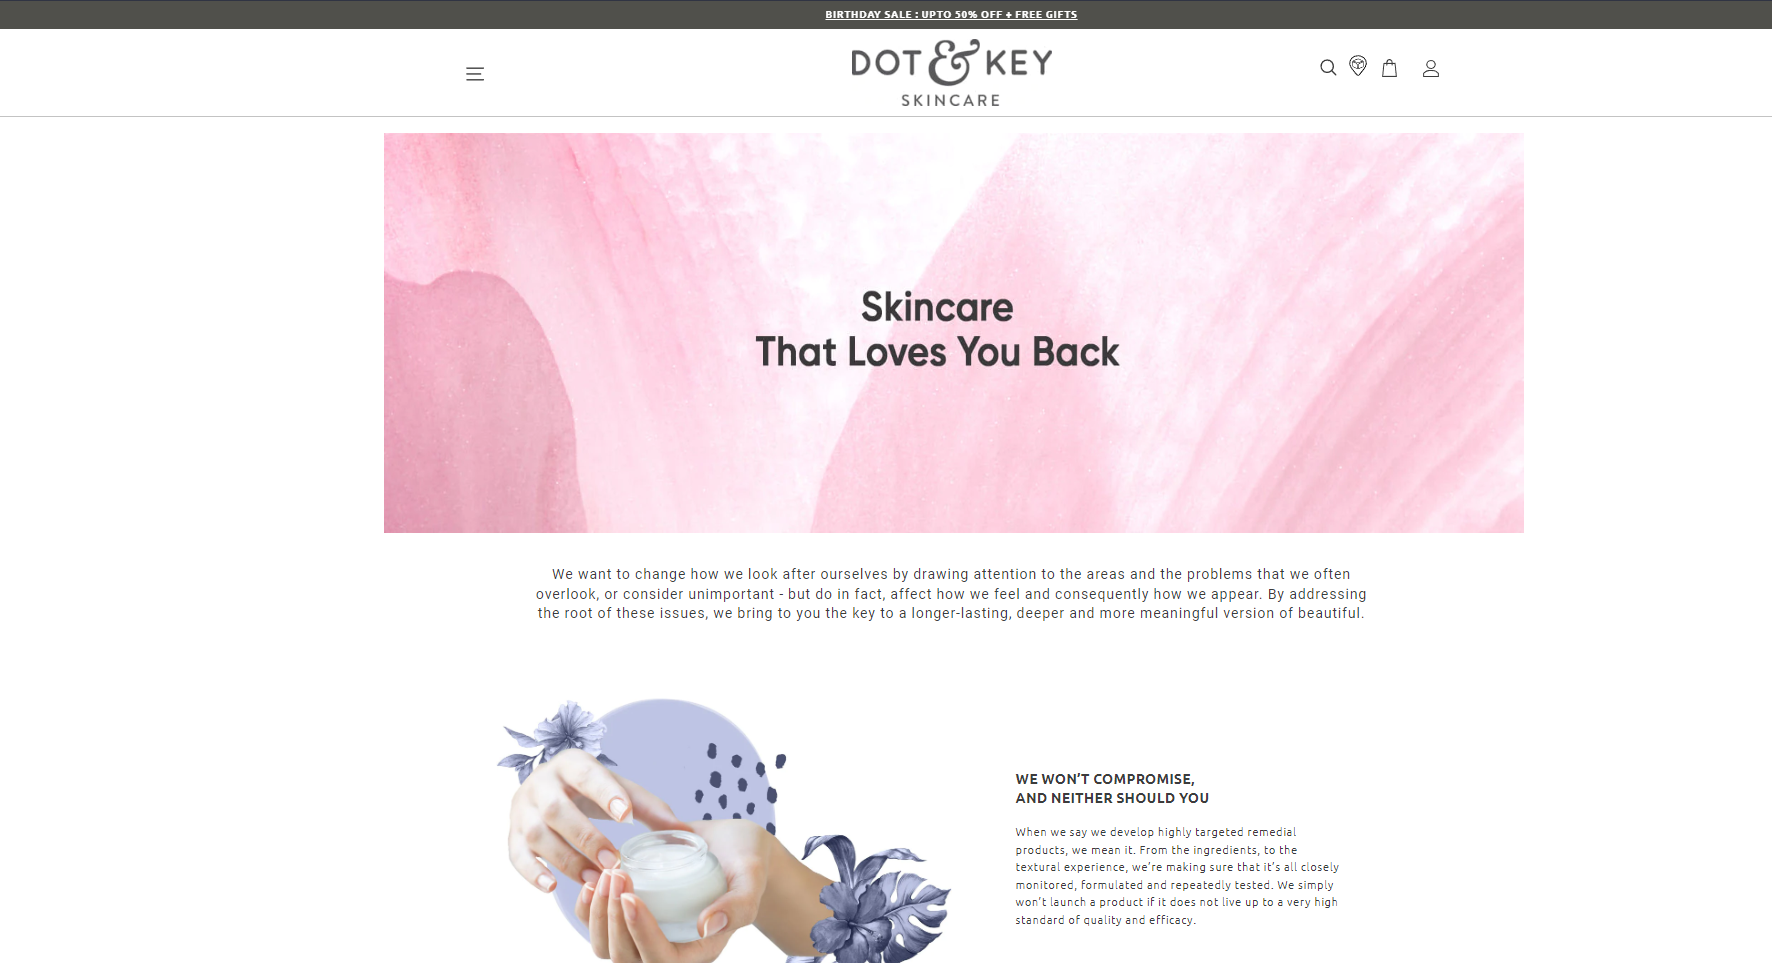 BIRTHDAY SALE : UPTO 50% OFF + FREE GIFTS
DOT & KEY
SKINCARE
Skincare
That Loves You Back
We want to change how we look after ourselves by drawing attention to the areas and the problems that we often
overlook, or consider unimportant - but do in fact, affect how we feel and consequently how we appear. By addressing
the root of these issues, we bring to you the key to a longer-lasting, deeper and more meaningful version of beautiful.
WE WON’T COMPROMISE,
AND NEITHER SHOULD YOU
When we say we develop highly targeted remedial
products, we mean it. From the ingredients, to the
textural experience, we’re making sure that it’s all closely
monitored, formulated and repeatedly tested. We simply
won’t launch a product if it does not live up to a very high
standard of quality and efficacy.